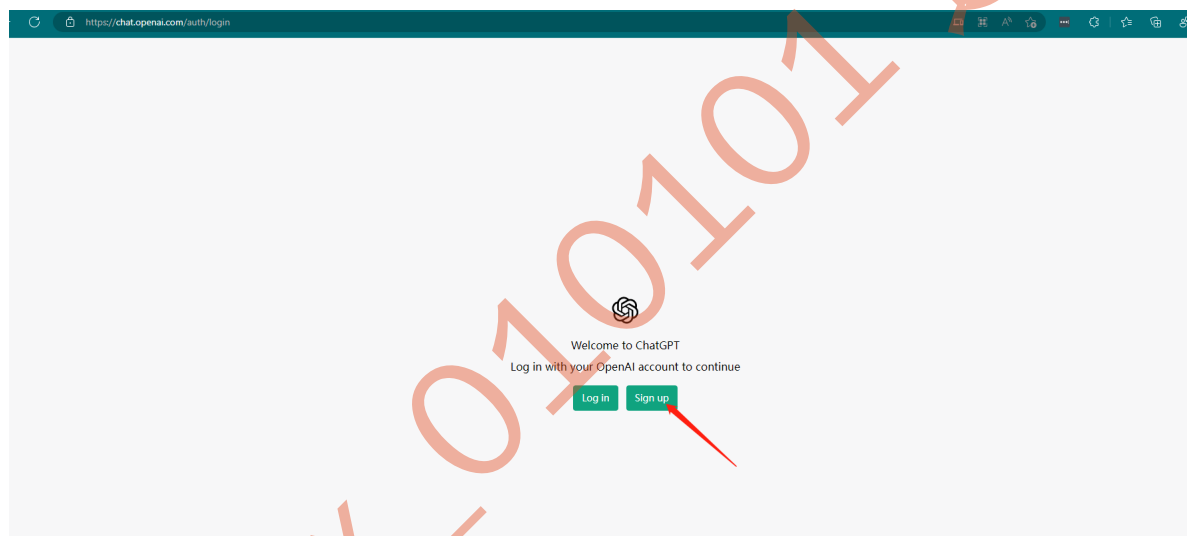 https://chat.openai.com/auth/login
Welcome to ChatGPT
Log in with your OpenAI account to continue
Log in Sign up